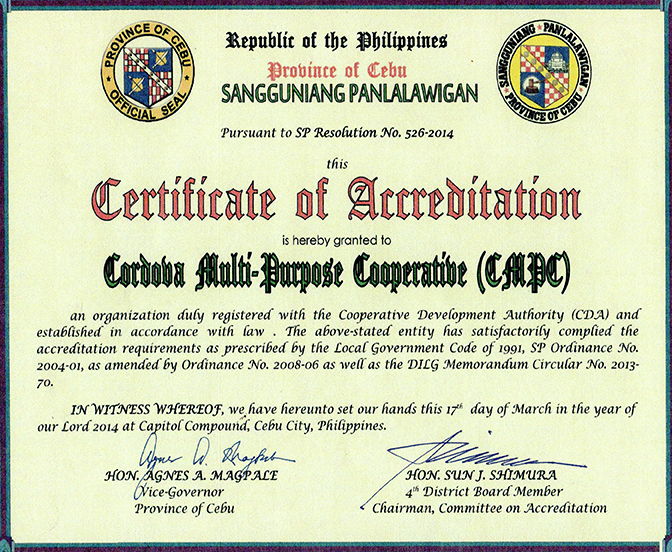 PROVINCE OF CEBU
OFFICIAL SEAL
Republic of the Philippines
Province of Cebu
SANGGUNIANG PANLALAWIGAN
SANGGUNIANG PANLALAWIGAN
PROVINCE OF CEBU
Pursuant to SP Resolution No. 526-2014
this
Certificate of Accreditation
is hereby granted to
Cordova Multi-Purpose Cooperative (CMPC)
an organization duly registered with the Cooperative Development Authority (CDA) and
established in accordance with law . The above-stated entity has satisfactorily complied the
accreditation requirements as prescribed by the Local Government Code of 1991, SP Ordinance No.
2004-01, as amended by Ordinance No. 2008-06 as well as the DILG Memorandum Circular No. 2013-
70.
IN WITNESS WHEREOF, we have hereunto set our hands this 17th day of March in the year of
our Lord 2014 at Capitol Compound, Cebu City, Philippines.
HON. AGNES A. MAGPALE
Vice-Governor
Province of Cebu
HON. SUN J. SHIMURA
4th District Board Member
Chairman, Committee on Accreditation